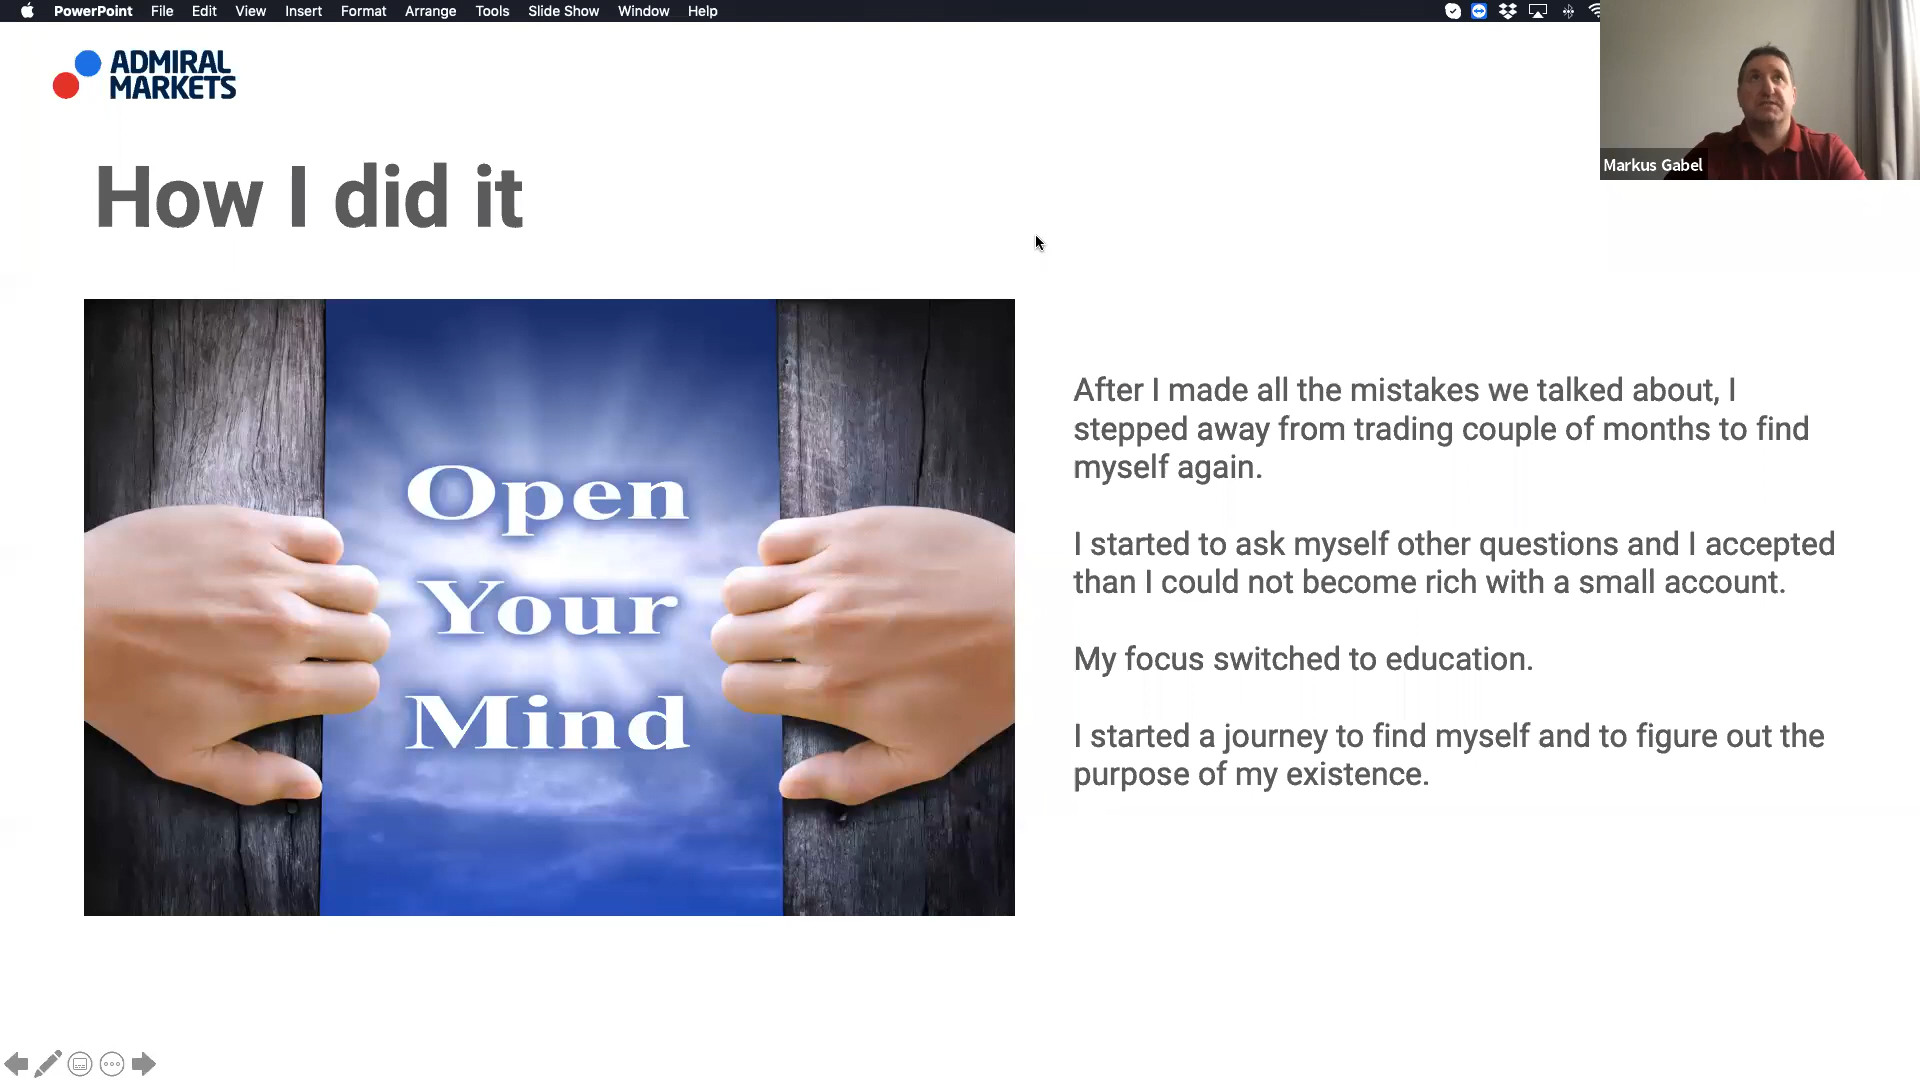 PowerPoint File Edit View Insert Format Arrange Tools Slide Show Window Help
ADMIRAL
MARKETS
Markus Gabel
How I did it
Open
Your
Mind
After I made all the mistakes we talked about, I
stepped away from trading couple of months to find
myself again.
I started to ask myself other questions and I accepted
than I could not become rich with a small account.
My focus switched to education.
I started a journey to find myself and to figure out the
purpose of my existence.